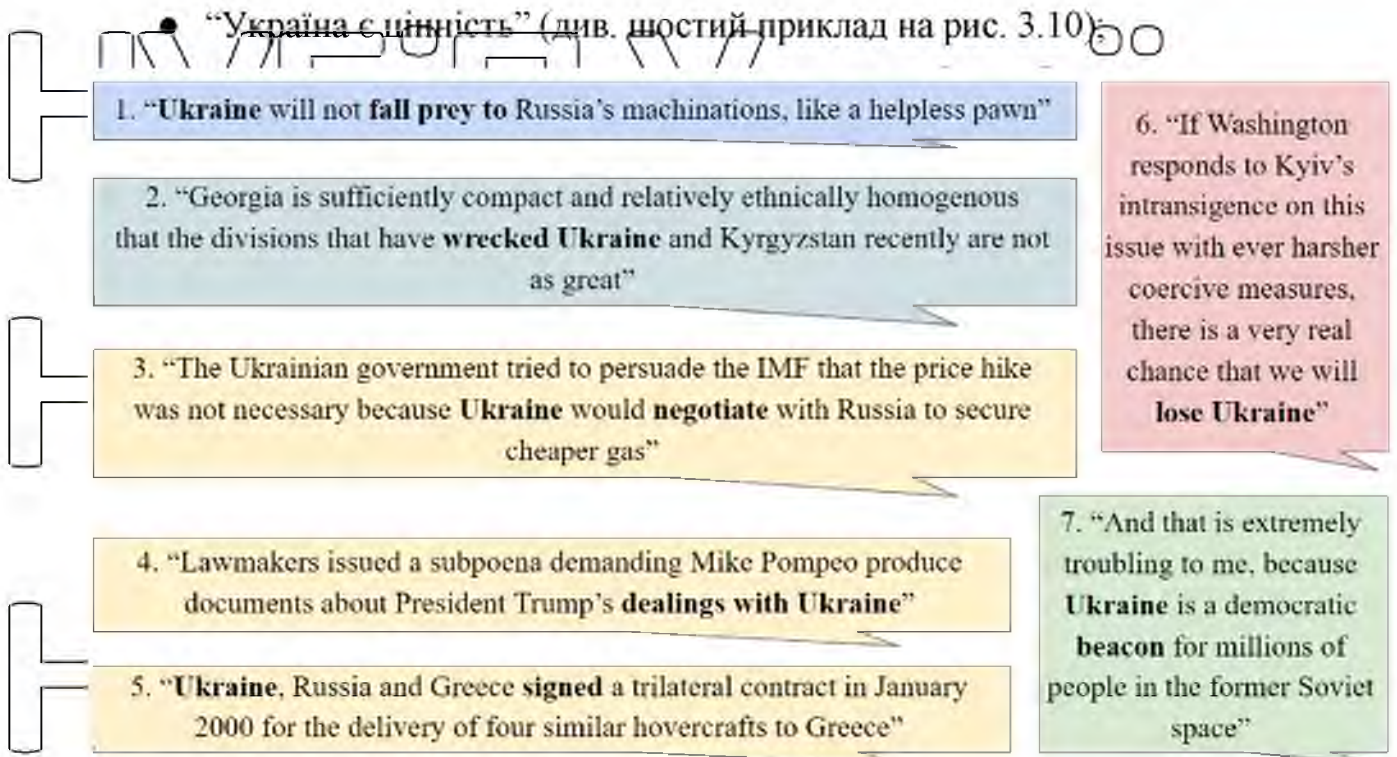 ● “Україна є цінність” (див. шостий приклад на рис. 3.10);
1. “Ukraine will not fall prey to Russia’s machinations, like a helpless pawn”
2. “Georgia is sufficiently compact and relatively ethnically homogenous
that the divisions that have wrecked Ukraine and Kyrgyzstan recently are not
as great”
3. “The Ukrainian government tried to persuade the IMF that the price hike
was not necessary because Ukraine would negotiate with Russia to secure
cheaper gas”
4. “Lawmakers issued a subpoena demanding Mike Pompeo produce
documents about President Trump’s dealings with Ukraine”
5. “Ukraine, Russia and Greece signed a trilateral contract in January
2000 for the delivery of four similar hovercrafts to Greece”
6. “If Washington
responds to Kyiv’s
intransigence on this
issue with ever harsher
coercive measures,
there is a very real
chance that we will
lose Ukraine”
7. “And that is extremely
troubling to me, because
Ukraine is a democratic
beacon for millions of
people in the former Soviet
space”